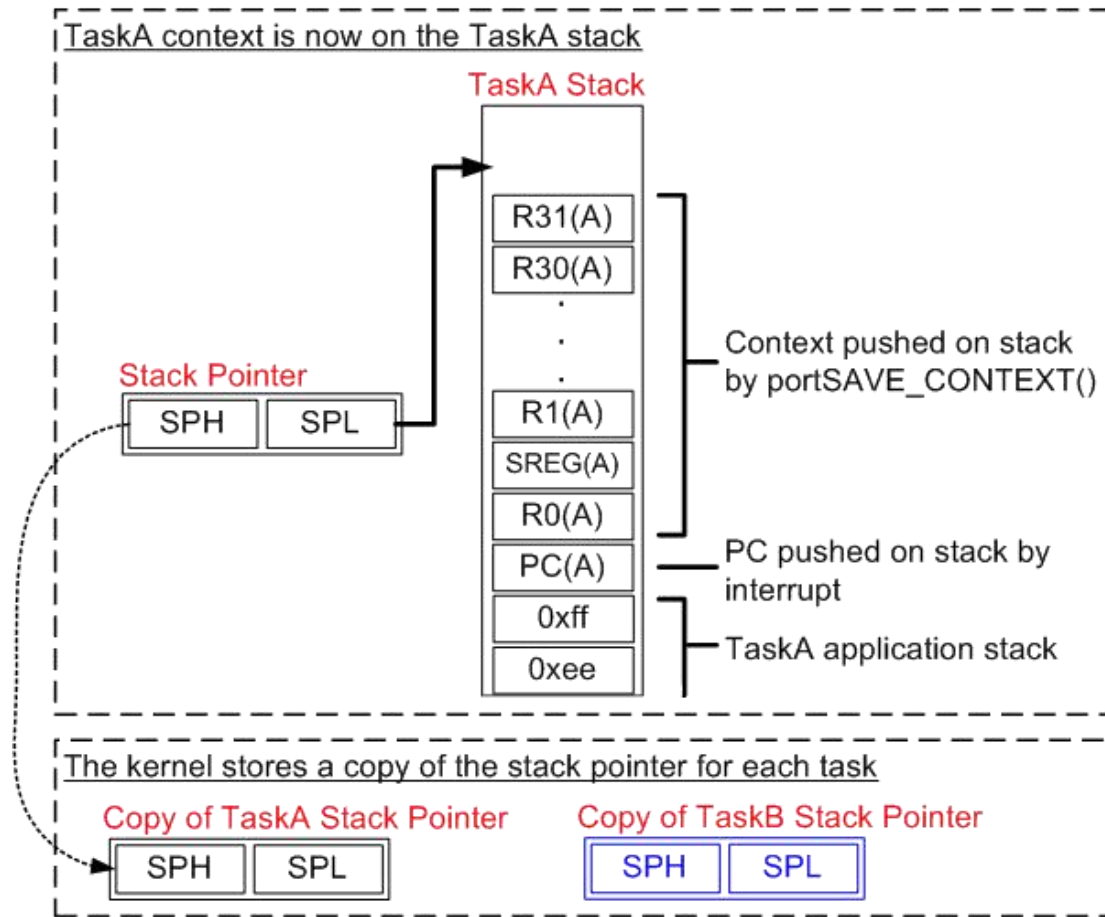 TaskA context is now on the TaskA stack
TaskA Stack
R31(A)
R30(A)
.
.
.
Context pushed on stack
by portSAVE_CONTEXT()
Stack Pointer
SPH SPL
R1(A)
SREG(A)
R0(A)
PC(A)
PC pushed on stack by
interrupt
0xff
0xee
TaskA application stack
The kernel stores a copy of the stack pointer for each task
Copy of TaskA Stack Pointer
SPH SPL
Copy of TaskB Stack Pointer
SPH SPL